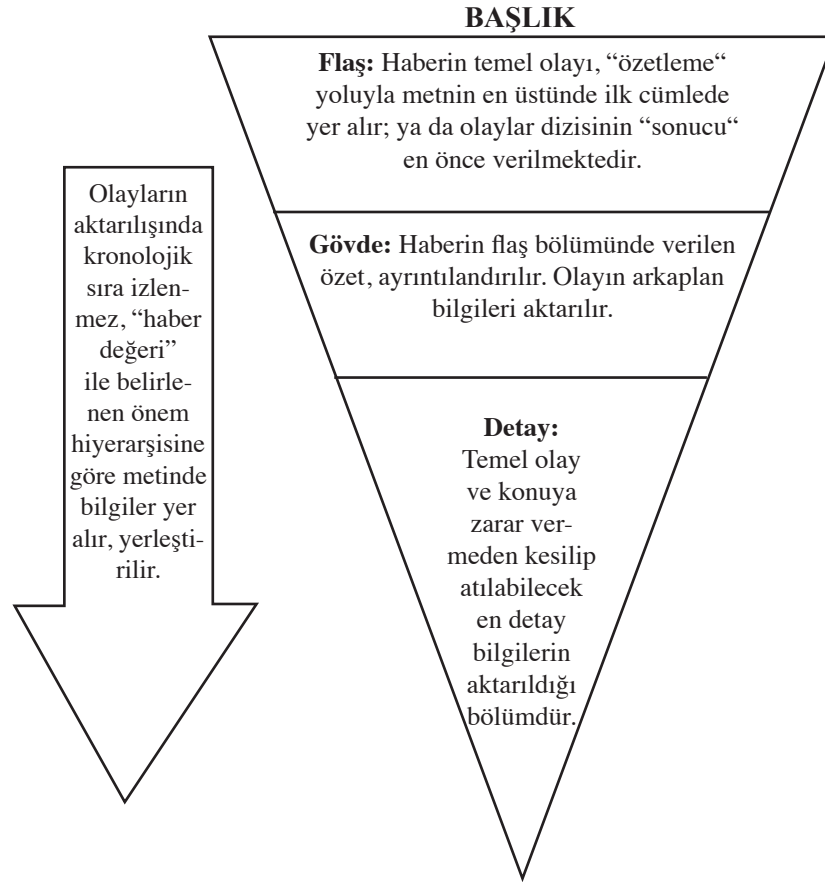 BAŞLIK
Flaş: Haberin temel olayı, “özetleme“
yoluyla metnin en üstünde ilk cümlede
yer alır; ya da olaylar dizisinin “sonucu“
en önce verilmektedir.
Gövde: Haberin flaş bölümünde verilen
özet, ayrıntılandırılır. Olayın arkaplan
bilgileri aktarılır.
Detay:
Temel olay
ve konuya
zarar ver-
meden kesilip
atılabilecek
en detay
bilgilerin
aktarıldığı
bölümdür.
Olayların
aktarılışında
kronolojik
sıra izlen-
mez, “haber
değeri”
ile belirle-
nen önem
hiyerarşisine
göre metinde
bilgiler yer
alır, yerleşti-
rilir.